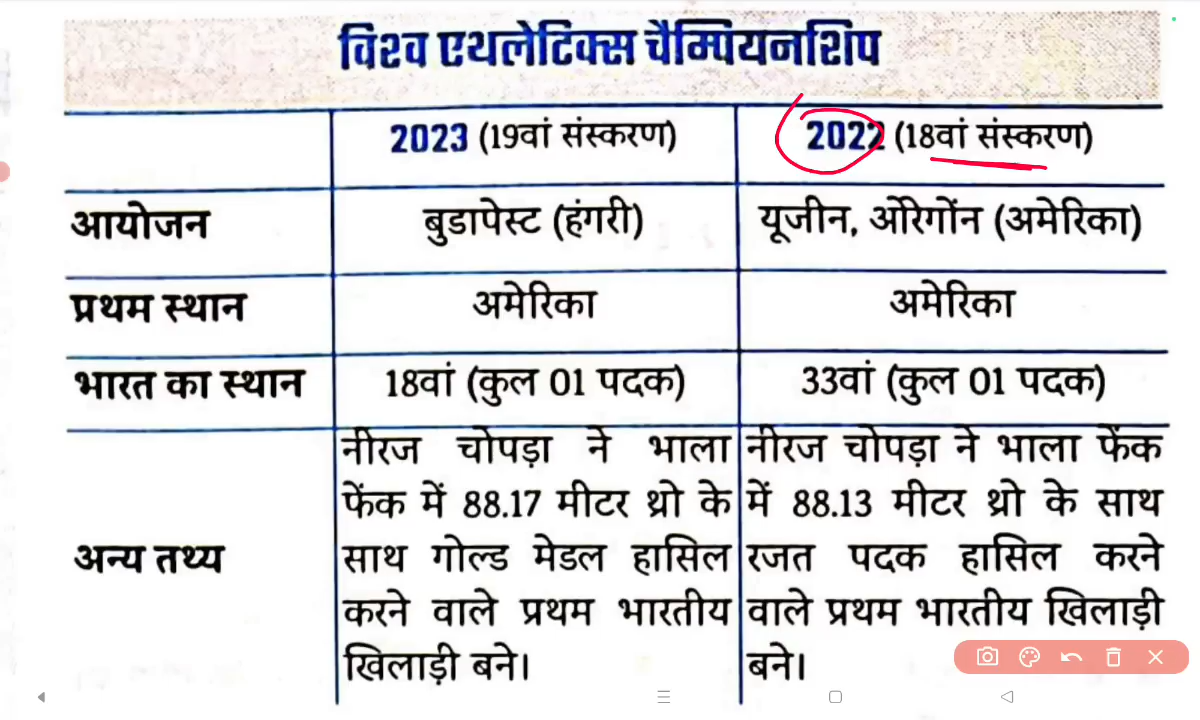 विश्व एथलेटिक्स चैम्पियनशिप
2023 (19वां संस्करण) 2022 (18वां संस्करण)
आयोजन बुडापेस्ट (हंगरी) यूजीन, ओरेगोन (अमेरिका)
प्रथम स्थान अमेरिका अमेरिका
भारत का स्थान 18वां (कुल 01 पदक) 33वां (कुल 01 पदक)
अन्य तथ्य
नीरज चोपड़ा ने भाला
फेंक में 88.17 मीटर थ्रो के
साथ गोल्ड मेडल हासिल
करने वाले प्रथम भारतीय
खिलाड़ी बने।
नीरज चोपड़ा ने भाला फेंक
में 88.13 मीटर थ्रो के साथ
रजत पदक हासिल करने
वाले प्रथम भारतीय खिलाड़ी
बने।